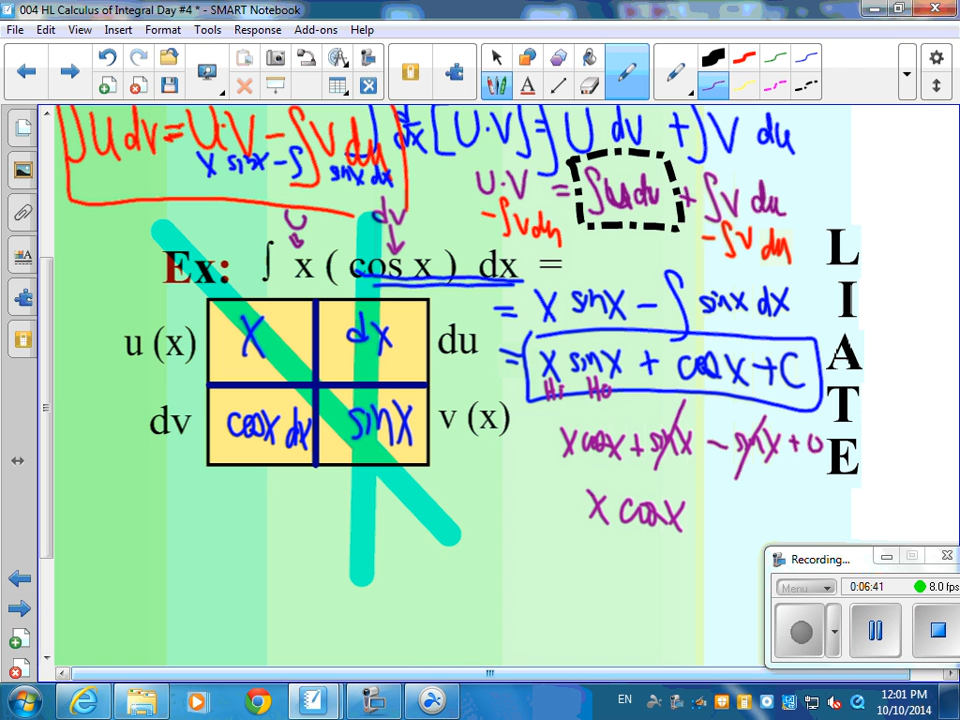 004 HL Calculus of Integral Day #4 * - SMART Notebook
File Edit View Insert Format Tools Response Add-ons Help
∫u dv = u·v − ∫v du
x sinx − ∫ sinx dx
d/dx [u·v] = ∫u dv + ∫v du
u·v = ∫u dv + ∫v du
−∫v du −∫v du
u dv
Ex: ∫ x ( cos x ) dx =
= x sinx − ∫ sinx dx
u (x) x dx du
= x sinx + cosx + C
Hi Ho
dv cosx dx sinx v (x)
x cosx + sinx − sinx + 0
x cosx
L
I
A
T
E
Recording...
Menu 0:06:41 8.0 fps
EN 12:01 PM
10/10/2014